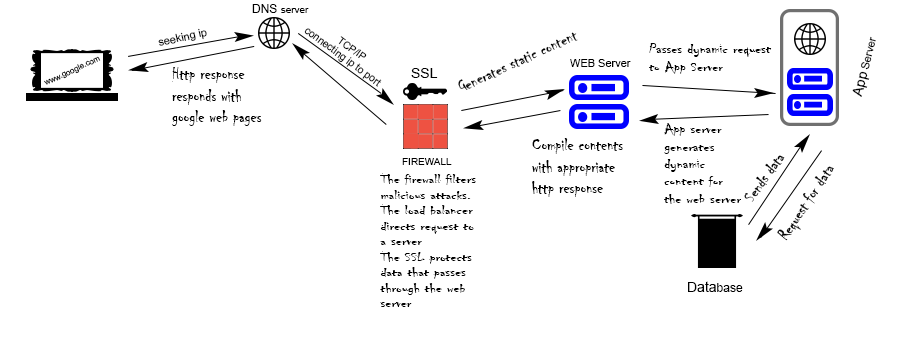 DNS server
seeking ip
www.google.com
Http response
responds with
google web pages
TCP/IP
connecting ip to port
SSL
FIREWALL
The firewall filters
malicious attacks.
The load balancer
directs request to
a server
The SSL protects
data that passes
through the web
server
Generates static content
WEB Server
Compile contents
with appropriate
http response
Passes dynamic request
to App Server
App Server
App server
generates
dynamic
content for
the web server
Sends data
Request for data
Database